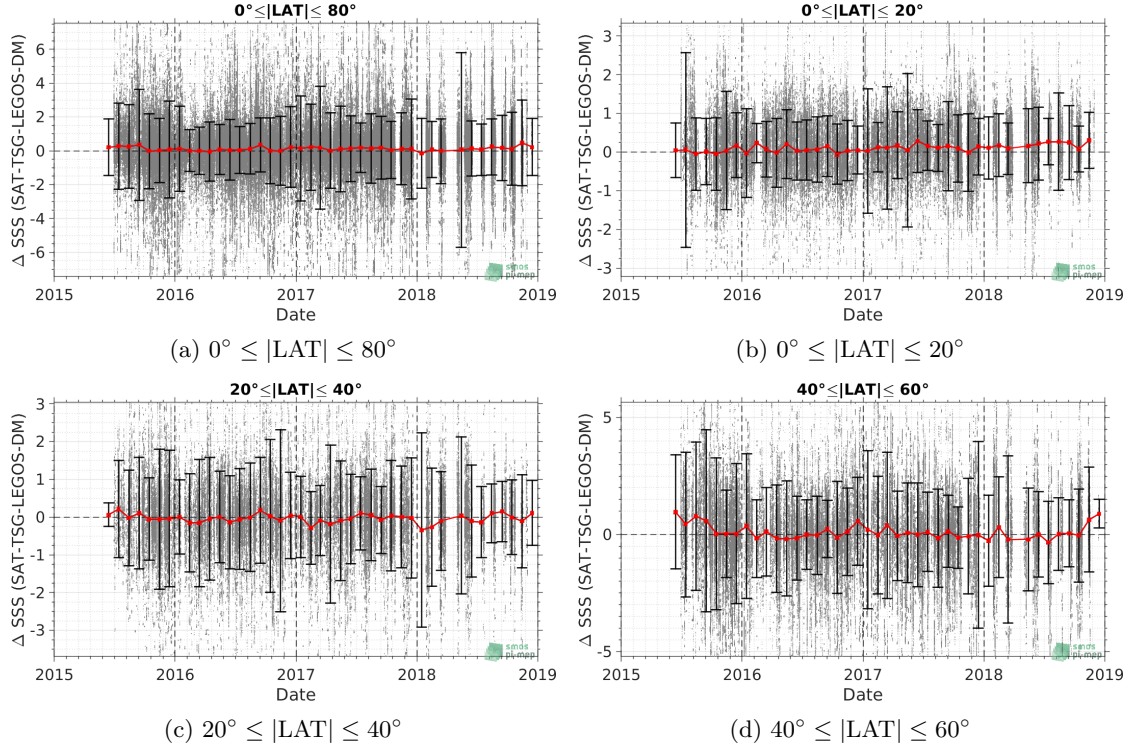 0°≤|LAT|≤ 80°
Δ SSS (SAT-TSG-LEGOS-DM)
6
4
2
0
-2
-4
-6
smos
pi-mep
2015 2016 2017 2018 2019
Date
(a) 0° ≤ |LAT| ≤ 80°
0°≤|LAT|≤ 20°
Δ SSS (SAT-TSG-LEGOS-DM)
3
2
1
0
-1
-2
-3
smos
pi-mep
2015 2016 2017 2018 2019
Date
(b) 0° ≤ |LAT| ≤ 20°
20°≤|LAT|≤ 40°
Δ SSS (SAT-TSG-LEGOS-DM)
3
2
1
0
-1
-2
-3
smos
pi-mep
2015 2016 2017 2018 2019
Date
(c) 20° ≤ |LAT| ≤ 40°
40°≤|LAT|≤ 60°
Δ SSS (SAT-TSG-LEGOS-DM)
5
0
-5
smos
pi-mep
2015 2016 2017 2018 2019
Date
(d) 40° ≤ |LAT| ≤ 60°